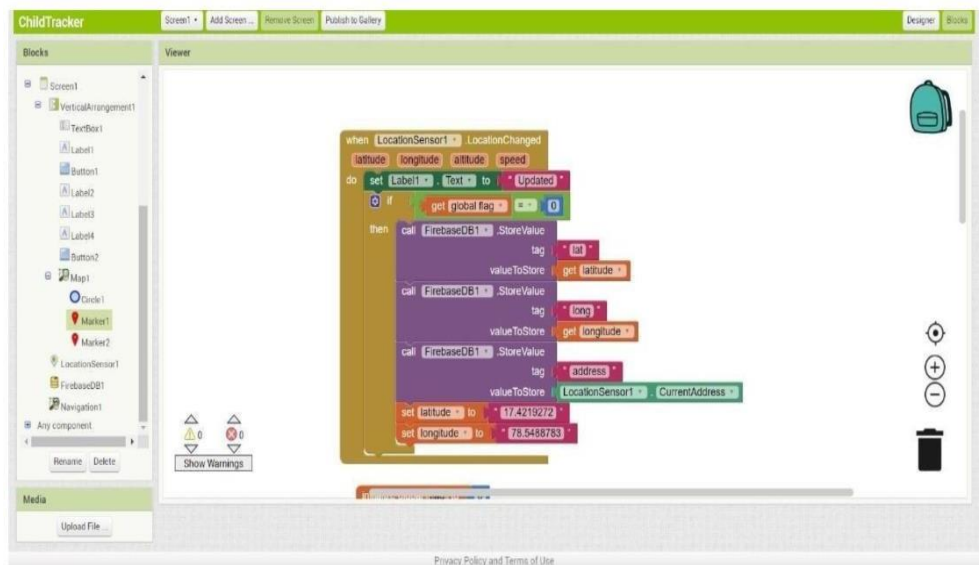 ChildTracker
Screen1 Add Screen ... Remove Screen Publish to Gallery Designer Blocks
Blocks
Viewer
Screen1
VerticalArrangement1
TextBox1
Label1
Button1
Label2
Label3
Label4
Button2
Map1
Circle1
Marker1
Marker2
LocationSensor1
FirebaseDB1
Navigation1
Any component
Rename Delete
Media
Upload File ...
when LocationSensor1 .LocationChanged
latitude longitude altitude speed
do set Label1 . Text to " Updated "
if get global flag = 0
then call FirebaseDB1 .StoreValue
tag " lat "
valueToStore get latitude
call FirebaseDB1 .StoreValue
tag " long "
valueToStore get longitude
call FirebaseDB1 .StoreValue
tag " address "
valueToStore LocationSensor1 . CurrentAddress
set latitude to " 17.4219272 "
set longitude to " 78.5488783 "
0 0
Show Warnings
Privacy Policy and Terms of Use